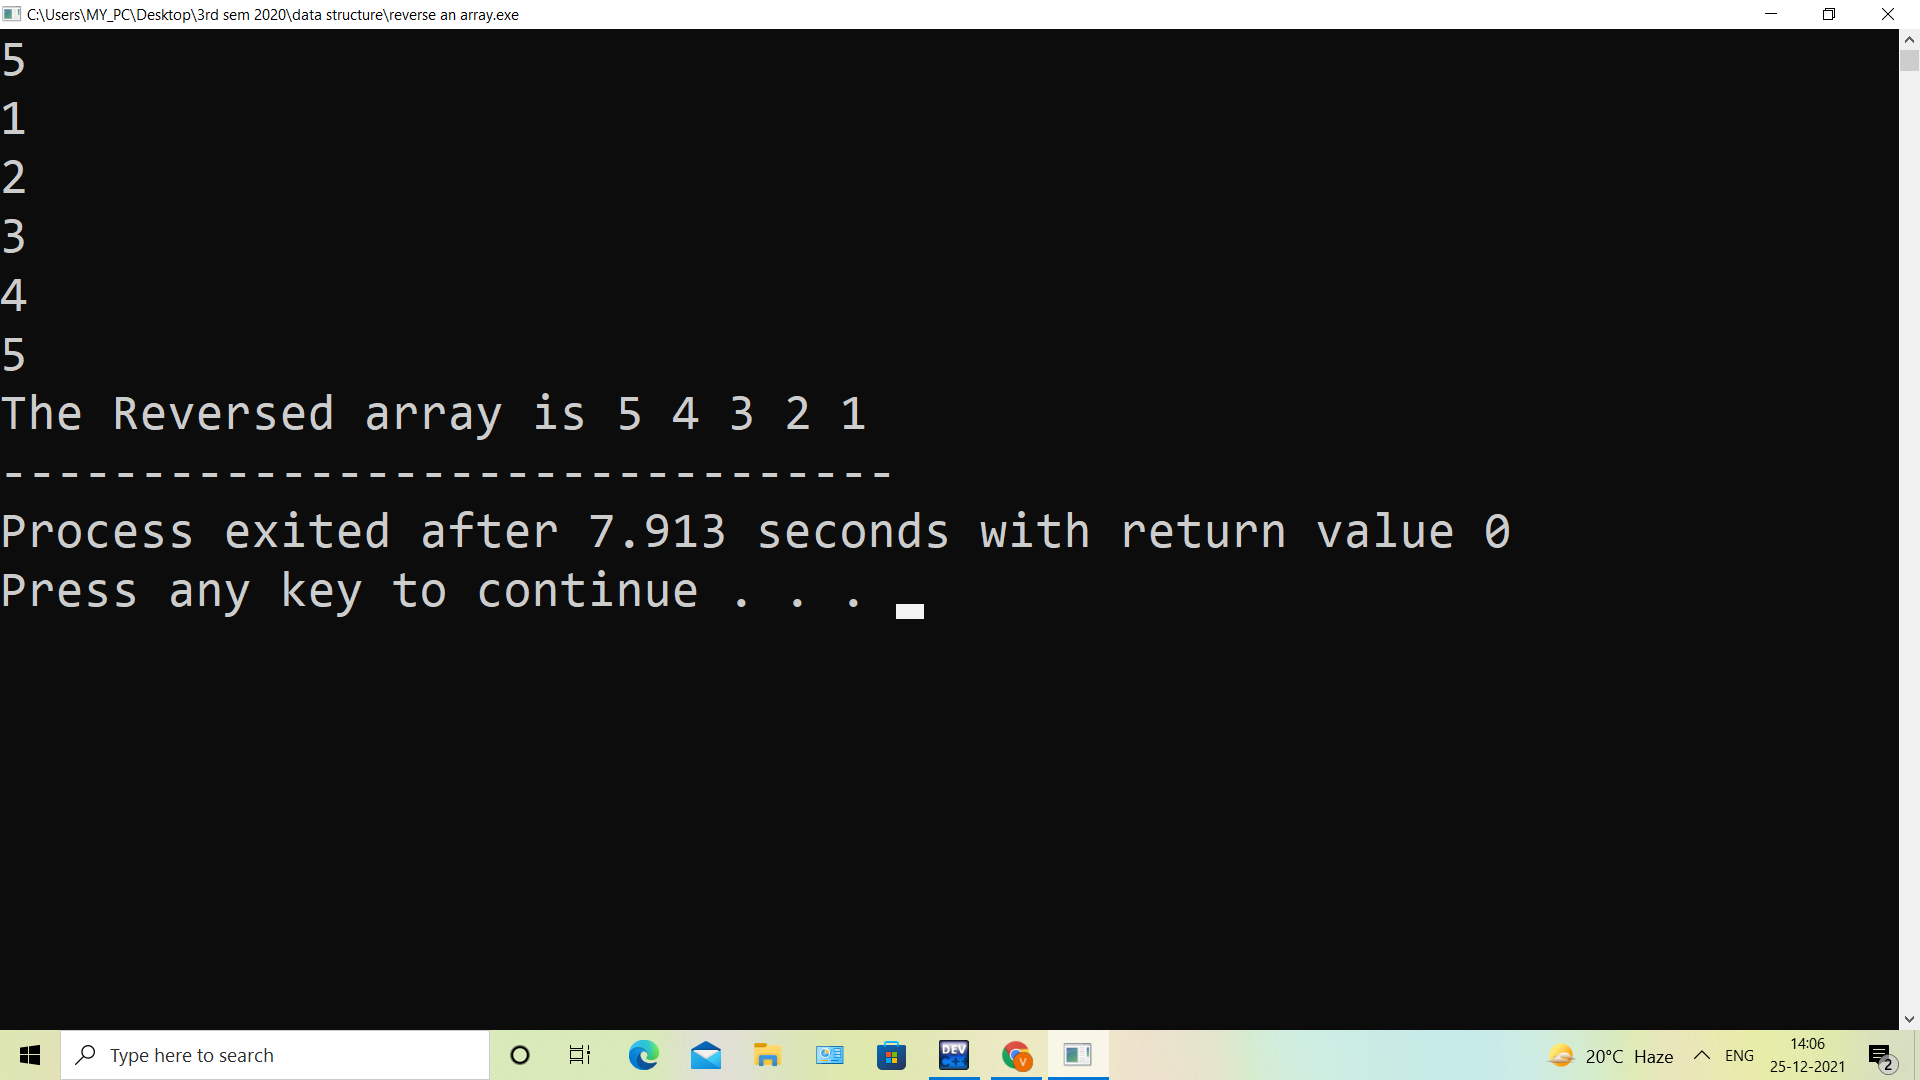 C:\Users\MY_PC\Desktop\3rd sem 2020\data structure\reverse an array.exe
5
1
2
3
4
5
The Reversed array is 5 4 3 2 1
--------------------------------
Process exited after 7.913 seconds with return value 0
Press any key to continue . . .
Type here to search
DEV C++
V
20°C Haze
ENG
14:06
25-12-2021
2